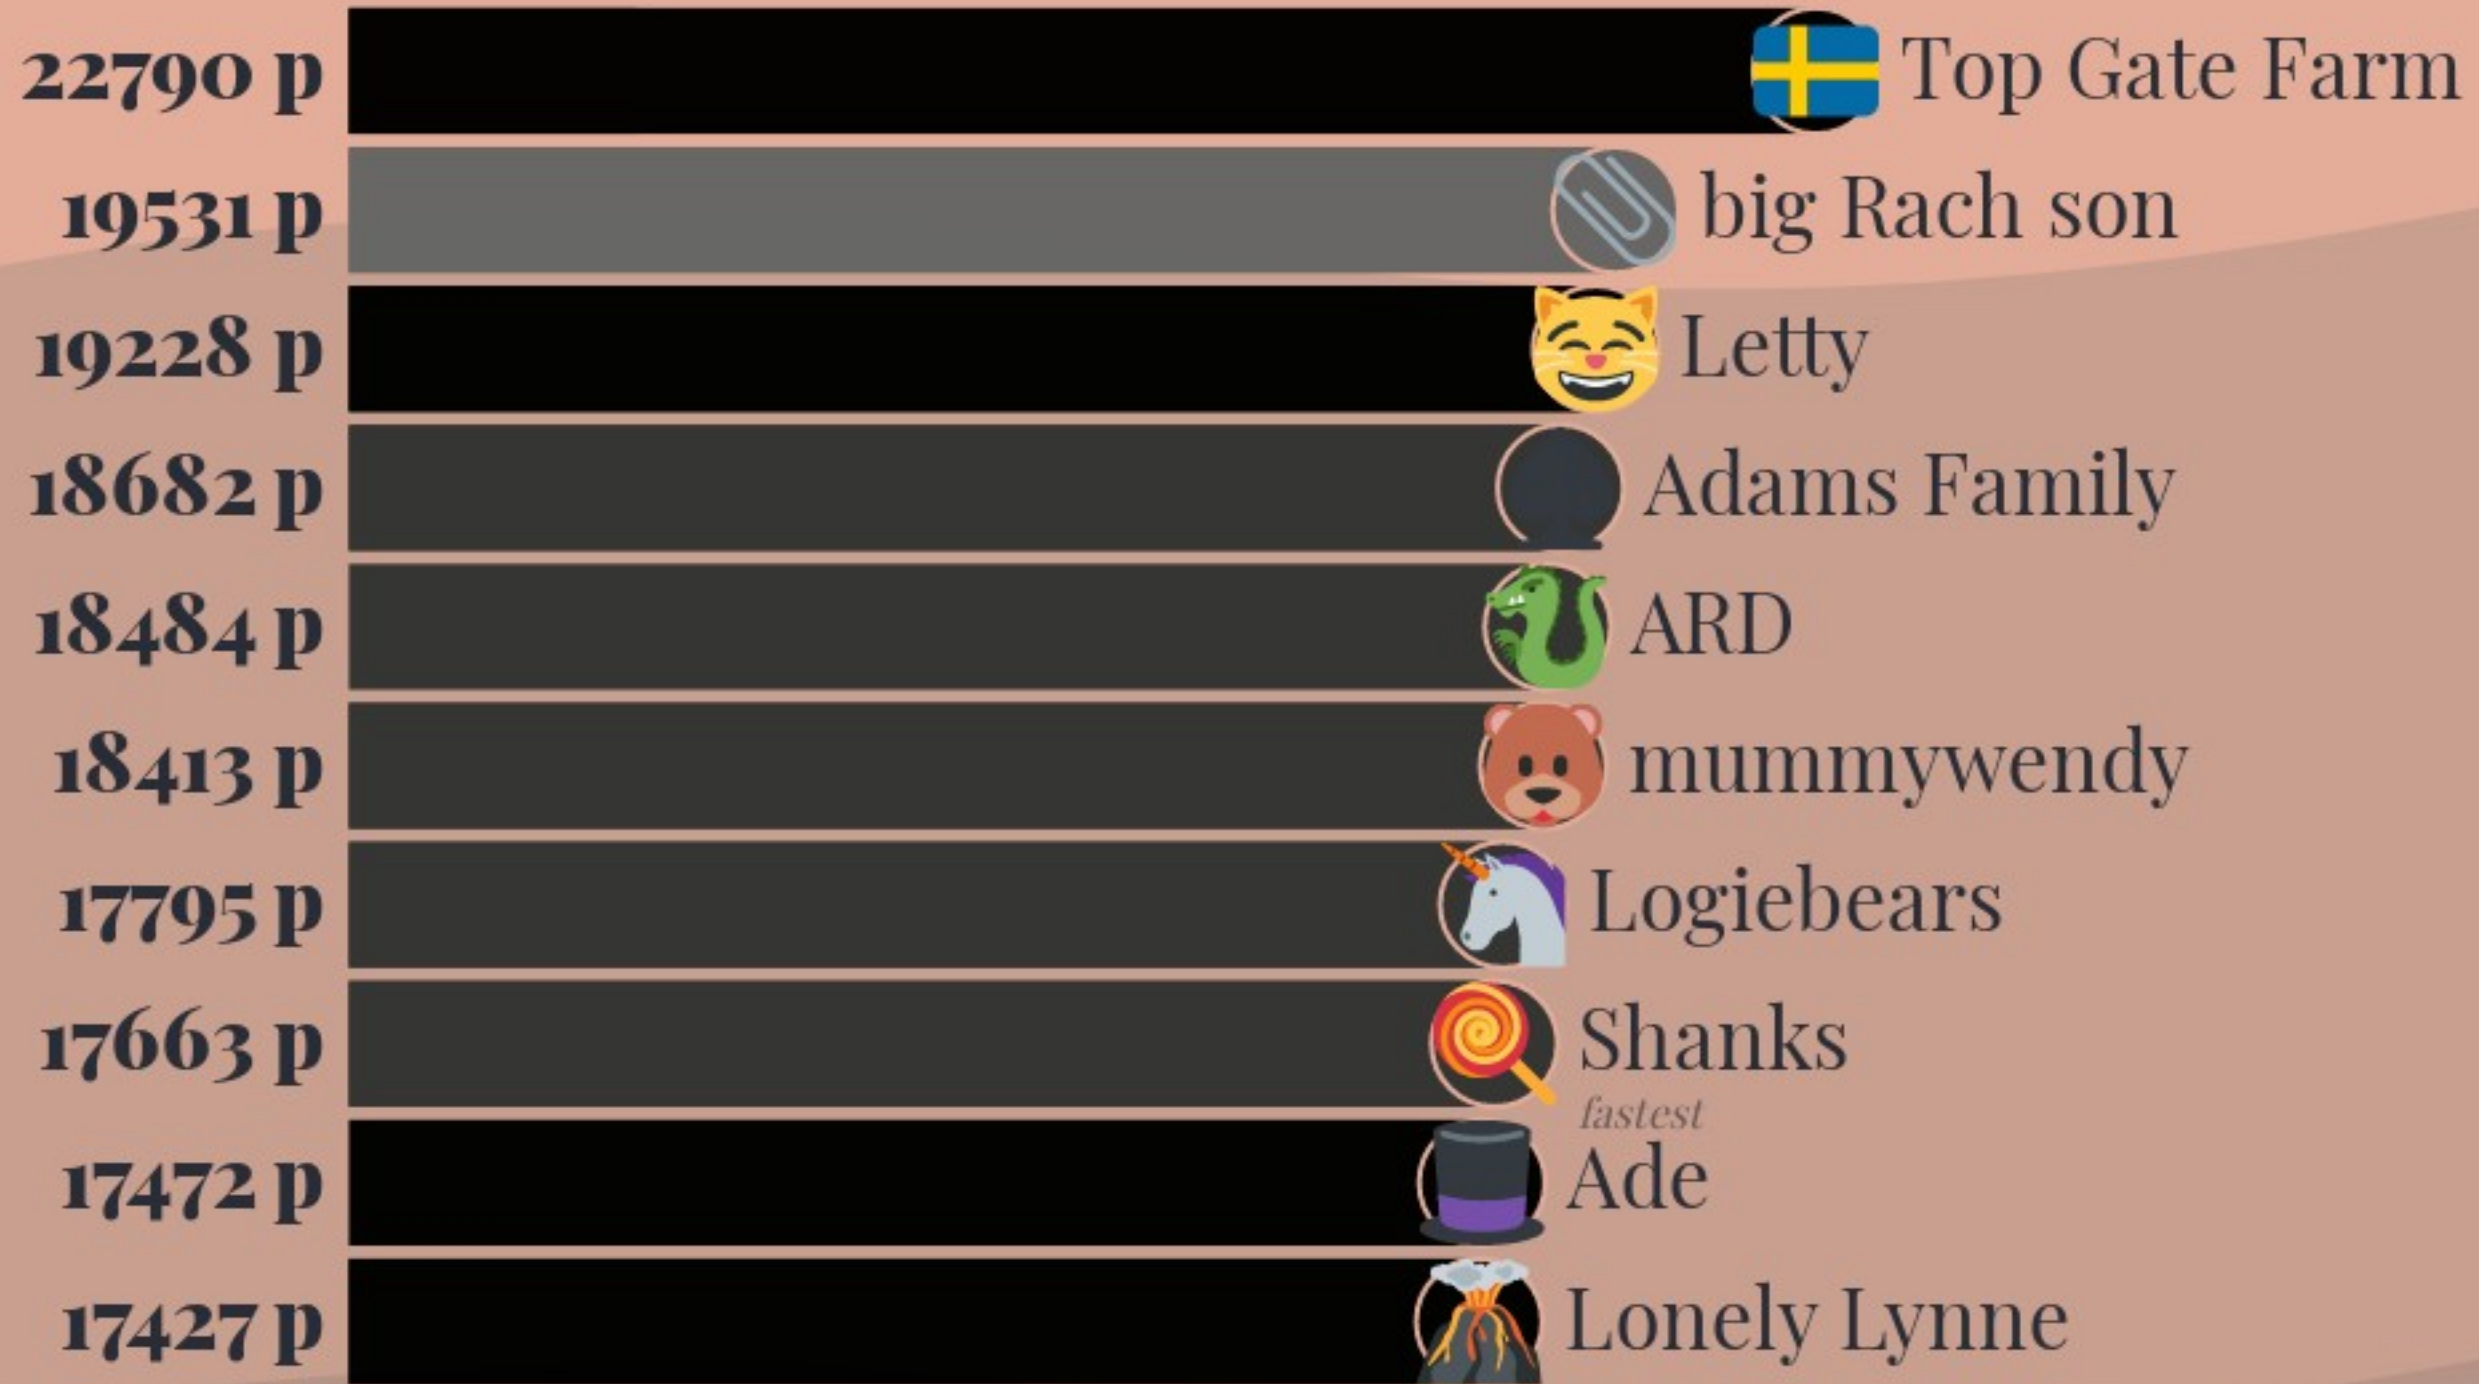 22790 p Top Gate Farm
19531 p big Rach son
19228 p Letty
18682 p Adams Family
18484 p ARD
18413 p mummywendy
17795 p Logiebears
17663 p Shanks
fastest
17472 p Ade
17427 p Lonely Lynne